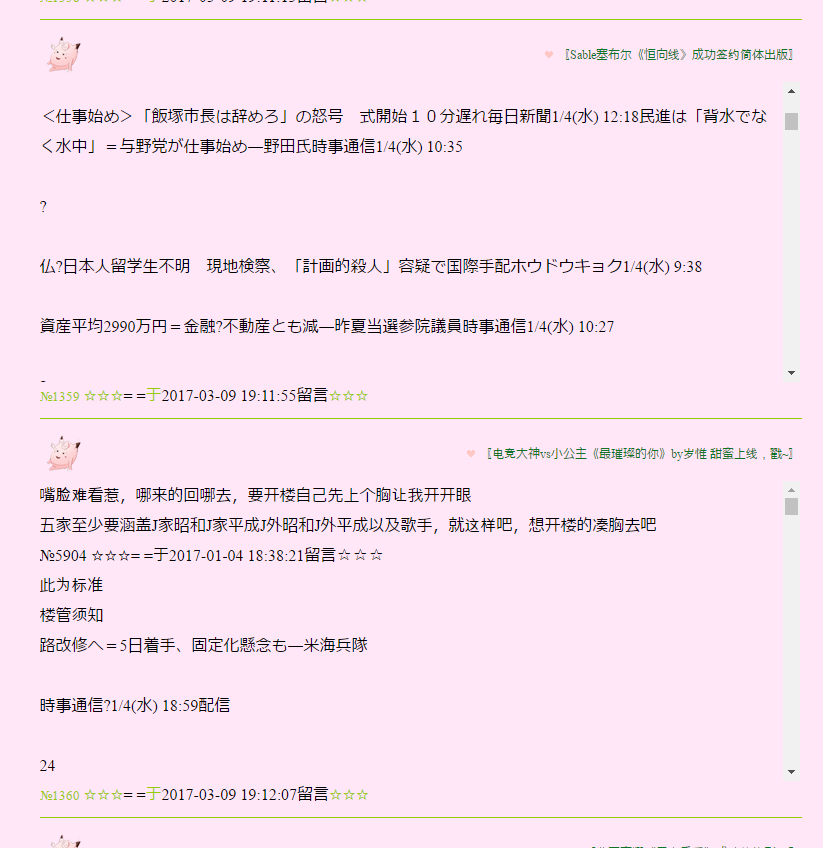 〖Sable塞布尔《恒向线》成功签约简体出版〗
＜仕事始め＞「飯塚市長は辞めろ」の怒号　式開始１０分遅れ毎日新聞1/4(水) 12:18民進は「背水でな
く水中」＝与野党が仕事始め―野田氏時事通信1/4(水) 10:35
?
仏?日本人留学生不明　現地検察、「計画的殺人」容疑で国際手配ホウドウキョク1/4(水) 9:38
資産平均2990万円＝金融?不動産とも減―昨夏当選参院議員時事通信1/4(水) 10:27
№1359 ☆☆☆= =于2017-03-09 19:11:55留言☆☆☆
〖电竞大神vs小公主《最璀璨的你》by岁惟 甜蜜上线，戳~〗
嘴脸难看惹，哪来的回哪去，要开楼自己先上个胸让我开开眼
五家至少要涵盖J家昭和J家平成J外昭和J外平成以及歌手，就这样吧，想开楼的凑胸去吧
№5904 ☆☆☆= =于2017-01-04 18:38:21留言☆☆☆
此为标准
楼管须知
路改修へ＝5日着手、固定化懸念も―米海兵隊
時事通信?1/4(水) 18:59配信
24
№1360 ☆☆☆= =于2017-03-09 19:12:07留言☆☆☆